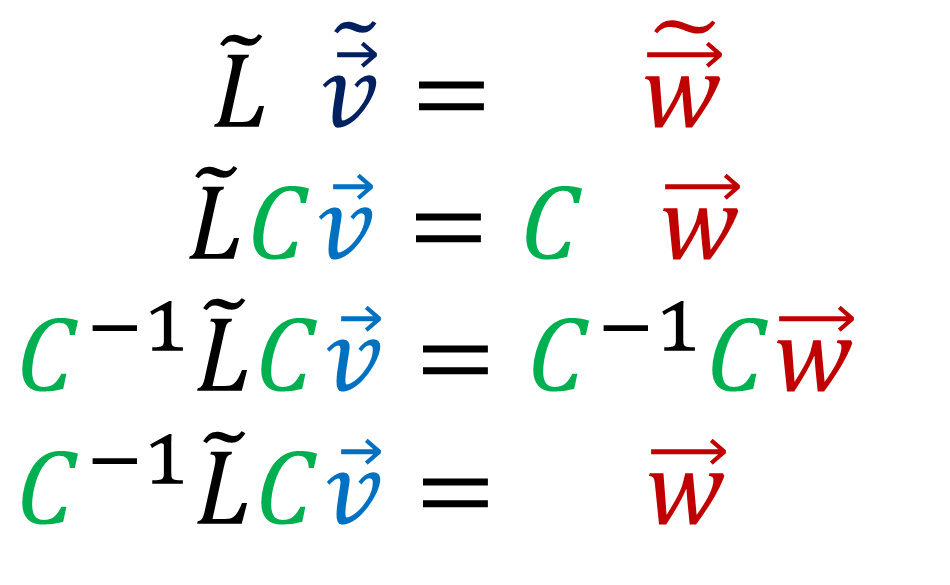 L̃ ṽ⃗ = w̃⃗
L̃Cv⃗ = C w⃗
C⁻¹L̃Cv⃗ = C⁻¹Cw⃗
C⁻¹L̃Cv⃗ = w⃗